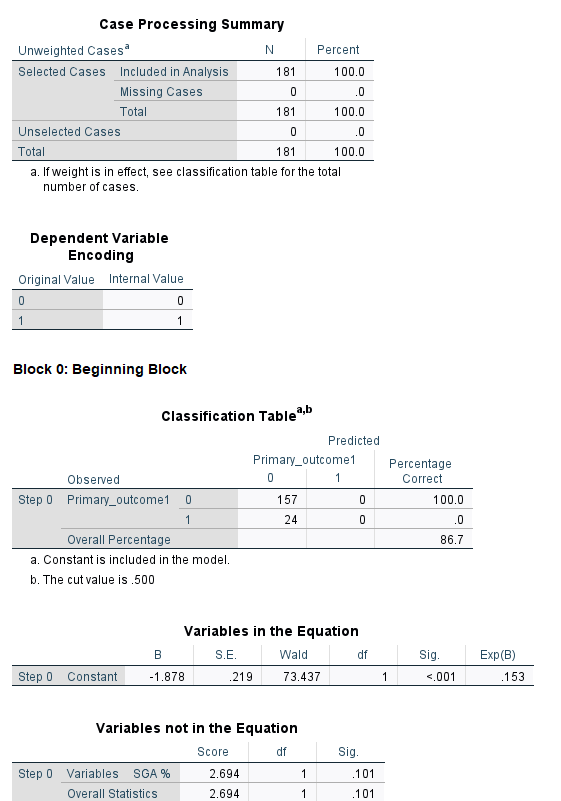 Case Processing Summary
Unweighted Cases^a N Percent
Selected Cases Included in Analysis 181 100.0
Missing Cases 0 .0
Total 181 100.0
Unselected Cases 0 .0
Total 181 100.0
a. If weight is in effect, see classification table for the total
number of cases.
Dependent Variable
Encoding
Original Value Internal Value
0 0
1 1
Block 0: Beginning Block
Classification Table^a,b
Predicted
Primary_outcome1 Percentage
Observed 0 1 Correct
Step 0 Primary_outcome1 0 157 0 100.0
1 24 0 .0
Overall Percentage 86.7
a. Constant is included in the model.
b. The cut value is .500
Variables in the Equation
B S.E. Wald df Sig. Exp(B)
Step 0 Constant -1.878 .219 73.437 1 <.001 .153
Variables not in the Equation
Score df Sig.
Step 0 Variables SGA % 2.694 1 .101
Overall Statistics 2.694 1 .101